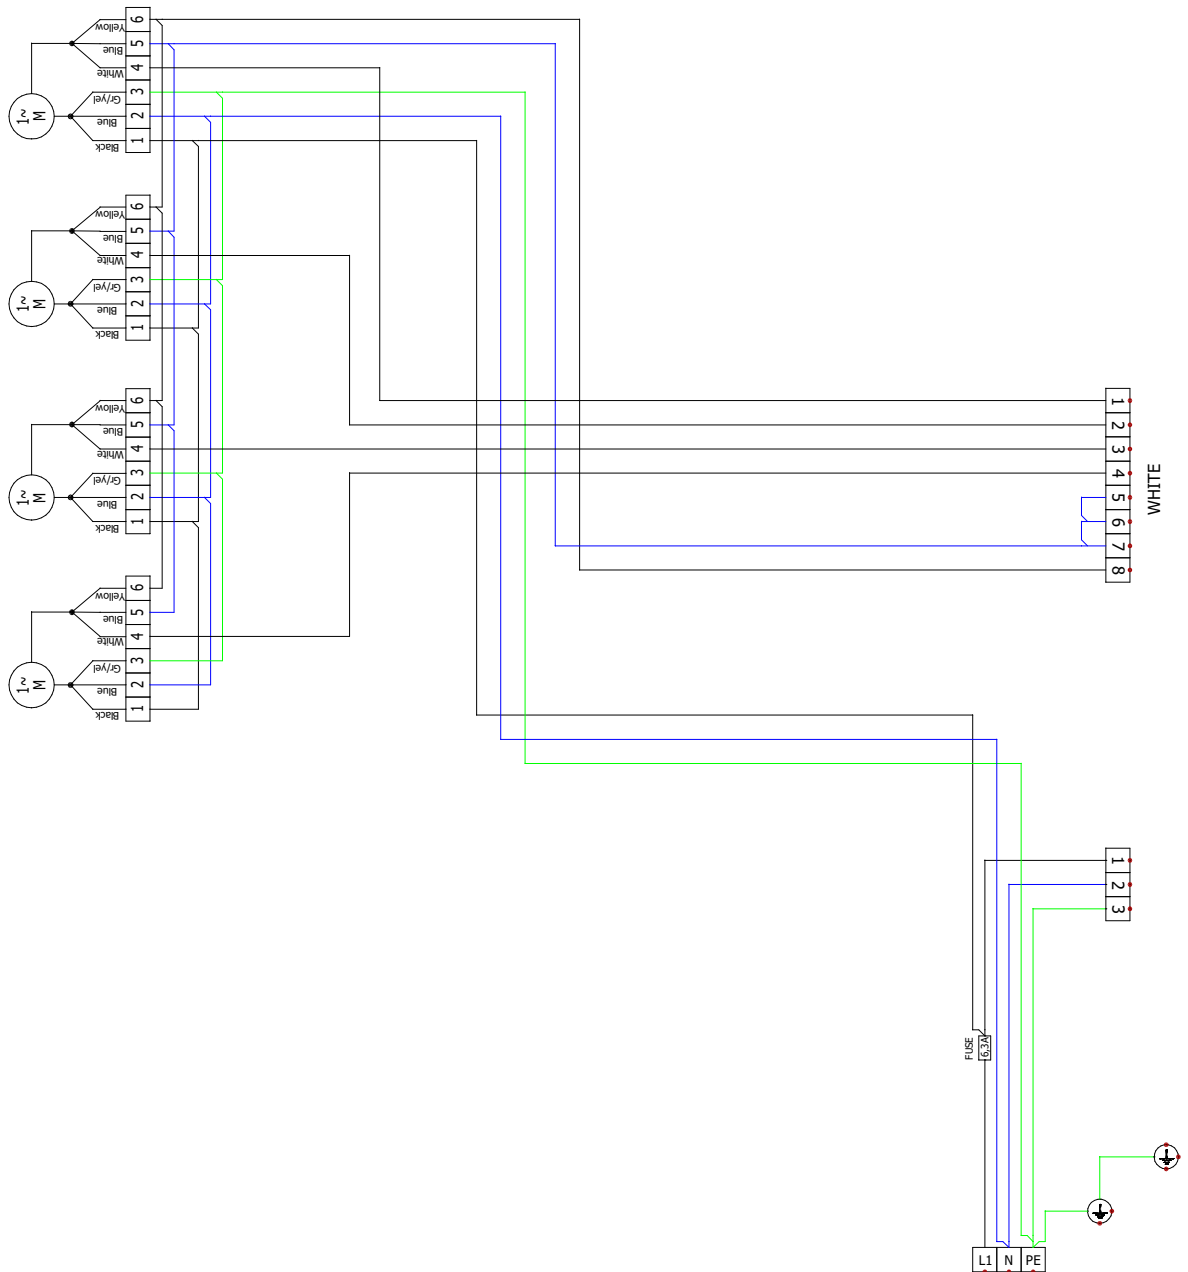 Yellow
6
Blue
5
White
4
Gr/yel
3
Blue
2
Black
1
1~
M
Yellow
6
Blue
5
White
4
Gr/yel
3
Blue
2
Black
1
1~
M
Yellow
6
Blue
5
White
4
Gr/yel
3
Blue
2
Black
1
1~
M
Yellow
6
Blue
5
White
4
Gr/yel
3
Blue
2
Black
1
1~
M
1
2
3
4
5
6
7
8
WHITE
1
2
3
FUSE
6,3A
L1 N PE